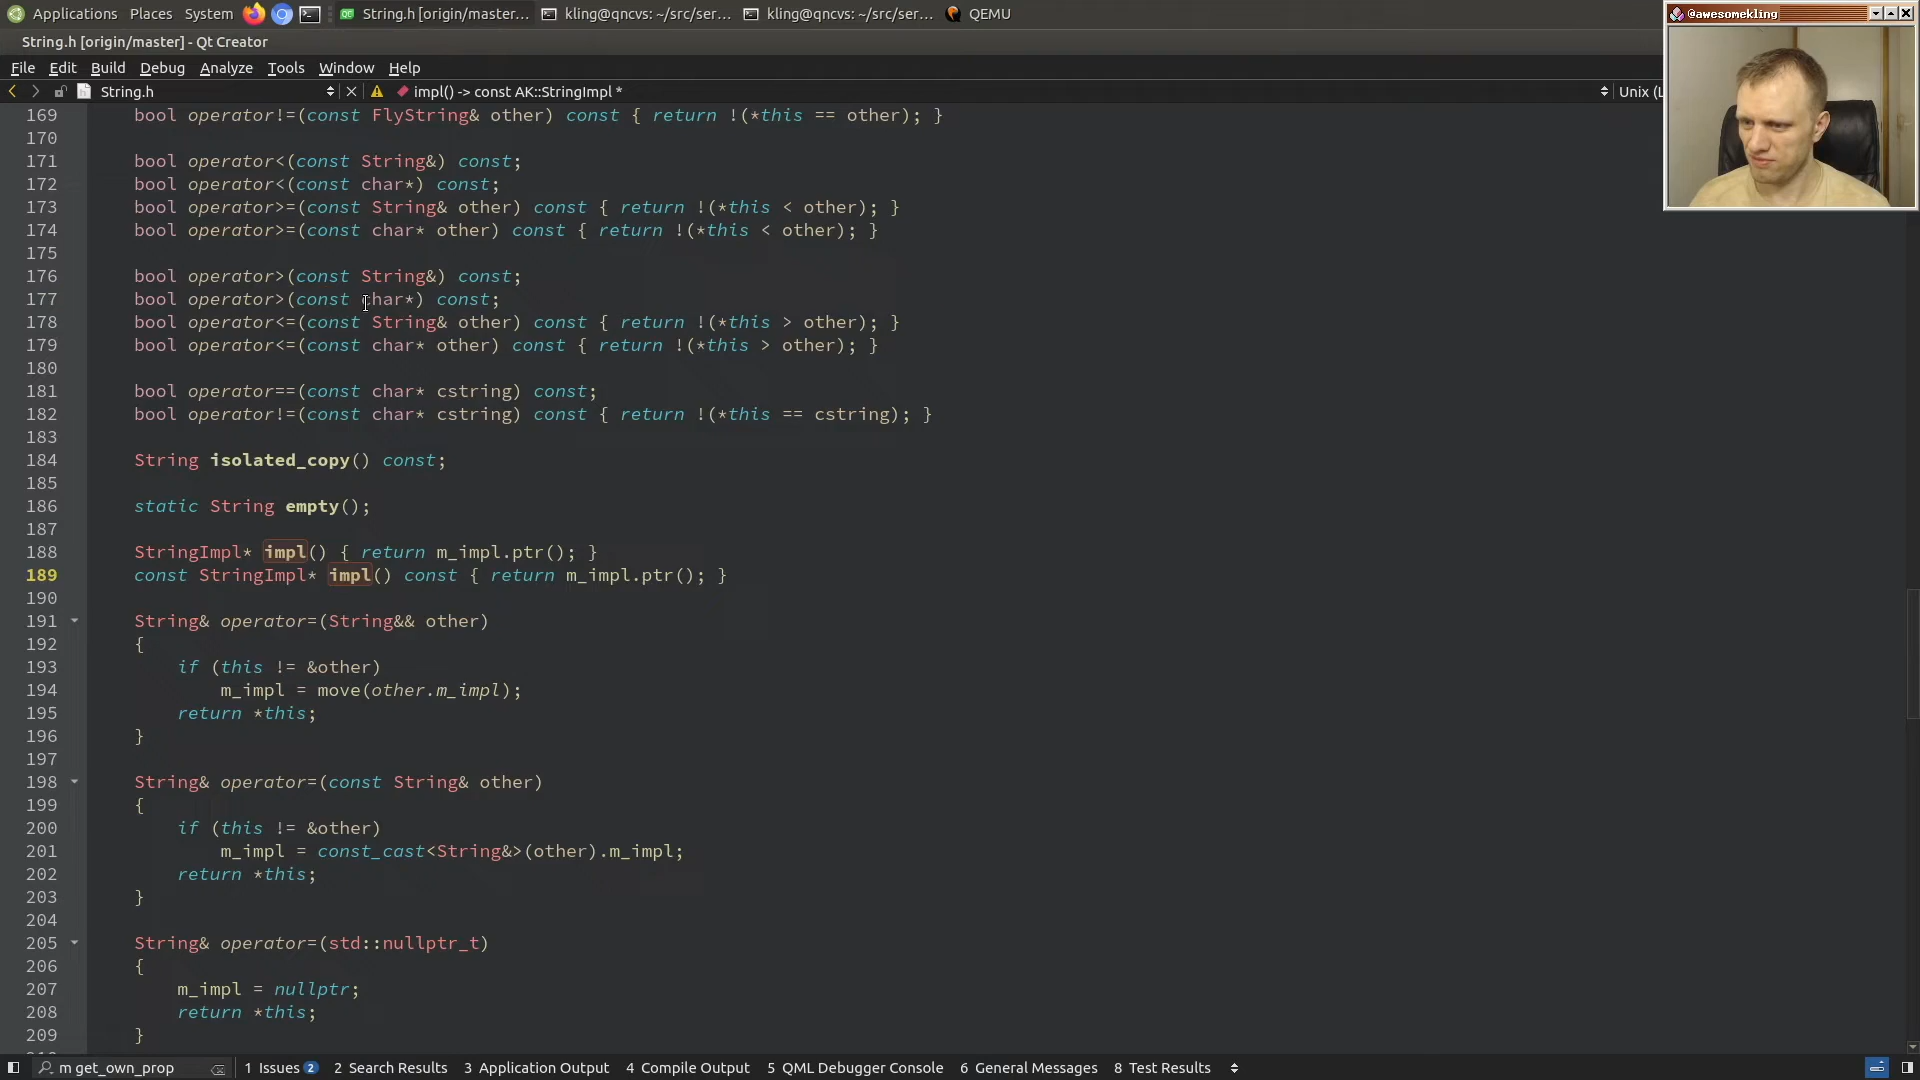 Applications Places System String.h [origin/master... kling@qncvs: ~/src/ser... kling@qncvs: ~/src/ser... QEMU
@awesomekling
String.h [origin/master] - Qt Creator
File Edit Build Debug Analyze Tools Window Help
String.h impl() -> const AK::StringImpl * Unix (L
169 bool operator!=(const FlyString& other) const { return !(*this == other); }
170
171 bool operator<(const String&) const;
172 bool operator<(const char*) const;
173 bool operator>=(const String& other) const { return !(*this < other); }
174 bool operator>=(const char* other) const { return !(*this < other); }
175
176 bool operator>(const String&) const;
177 bool operator>(const char*) const;
178 bool operator<=(const String& other) const { return !(*this > other); }
179 bool operator<=(const char* other) const { return !(*this > other); }
180
181 bool operator==(const char* cstring) const;
182 bool operator!=(const char* cstring) const { return !(*this == cstring); }
183
184 String isolated_copy() const;
185
186 static String empty();
187
188 StringImpl* impl() { return m_impl.ptr(); }
189 const StringImpl* impl() const { return m_impl.ptr(); }
190
191 String& operator=(String&& other)
192 {
193 if (this != &other)
194 m_impl = move(other.m_impl);
195 return *this;
196 }
197
198 String& operator=(const String& other)
199 {
200 if (this != &other)
201 m_impl = const_cast<String&>(other).m_impl;
202 return *this;
203 }
204
205 String& operator=(std::nullptr_t)
206 {
207 m_impl = nullptr;
208 return *this;
209 }
m get_own_prop 1 Issues 2 2 Search Results 3 Application Output 4 Compile Output 5 QML Debugger Console 6 General Messages 8 Test Results